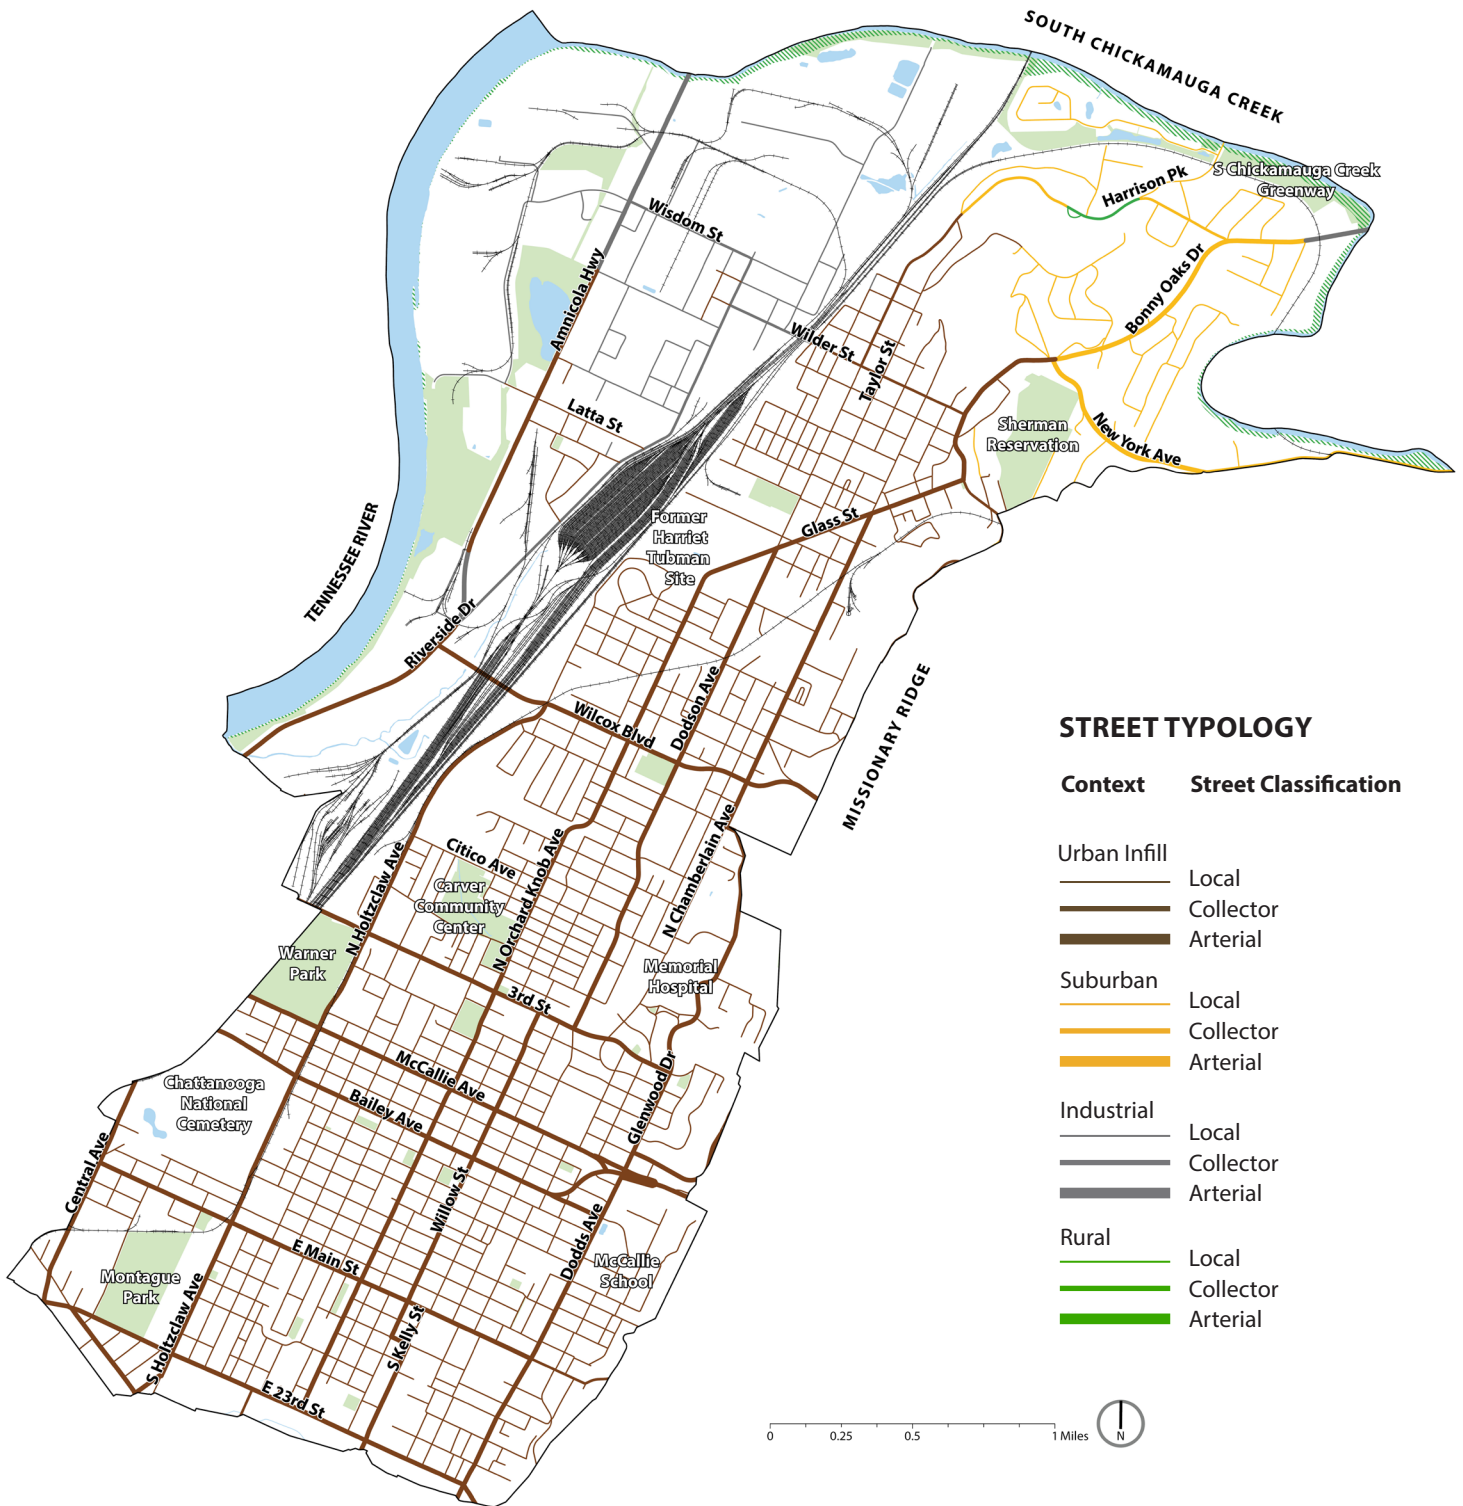 SOUTH CHICKAMAUGA CREEK
S Chickamauga Creek
Greenway
Harrison Pk
Wisdom St
Amnicola Hwy
Bonny Oaks Dr
Wilder St
Taylor St
Latta St
Sherman
Reservation
New York Ave
Glass St
Former
Harriet
Tubman
Site
TENNESSEE RIVER
Riverside Dr
Dodson Ave
Wilcox Blvd
MISSIONARY RIDGE
N Chamberlain Ave
Citico Ave
N Orchard Knob Ave
N Holtzclaw Ave
Carver
Community
Center
Warner
Park
Memorial
Hospital
3rd St
McCallie Ave
Glenwood Dr
Chattanooga
National
Cemetery
Bailey Ave
Central Ave
Willow St
Dodds Ave
McCallie
School
E Main St
Montague
Park
S Holtzclaw Ave
S Kelly St
E 23rd St
STREET TYPOLOGY
Context Street Classification
Urban Infill
Local
Collector
Arterial
Suburban
Local
Collector
Arterial
Industrial
Local
Collector
Arterial
Rural
Local
Collector
Arterial
0 0.25 0.5 1 Miles
N